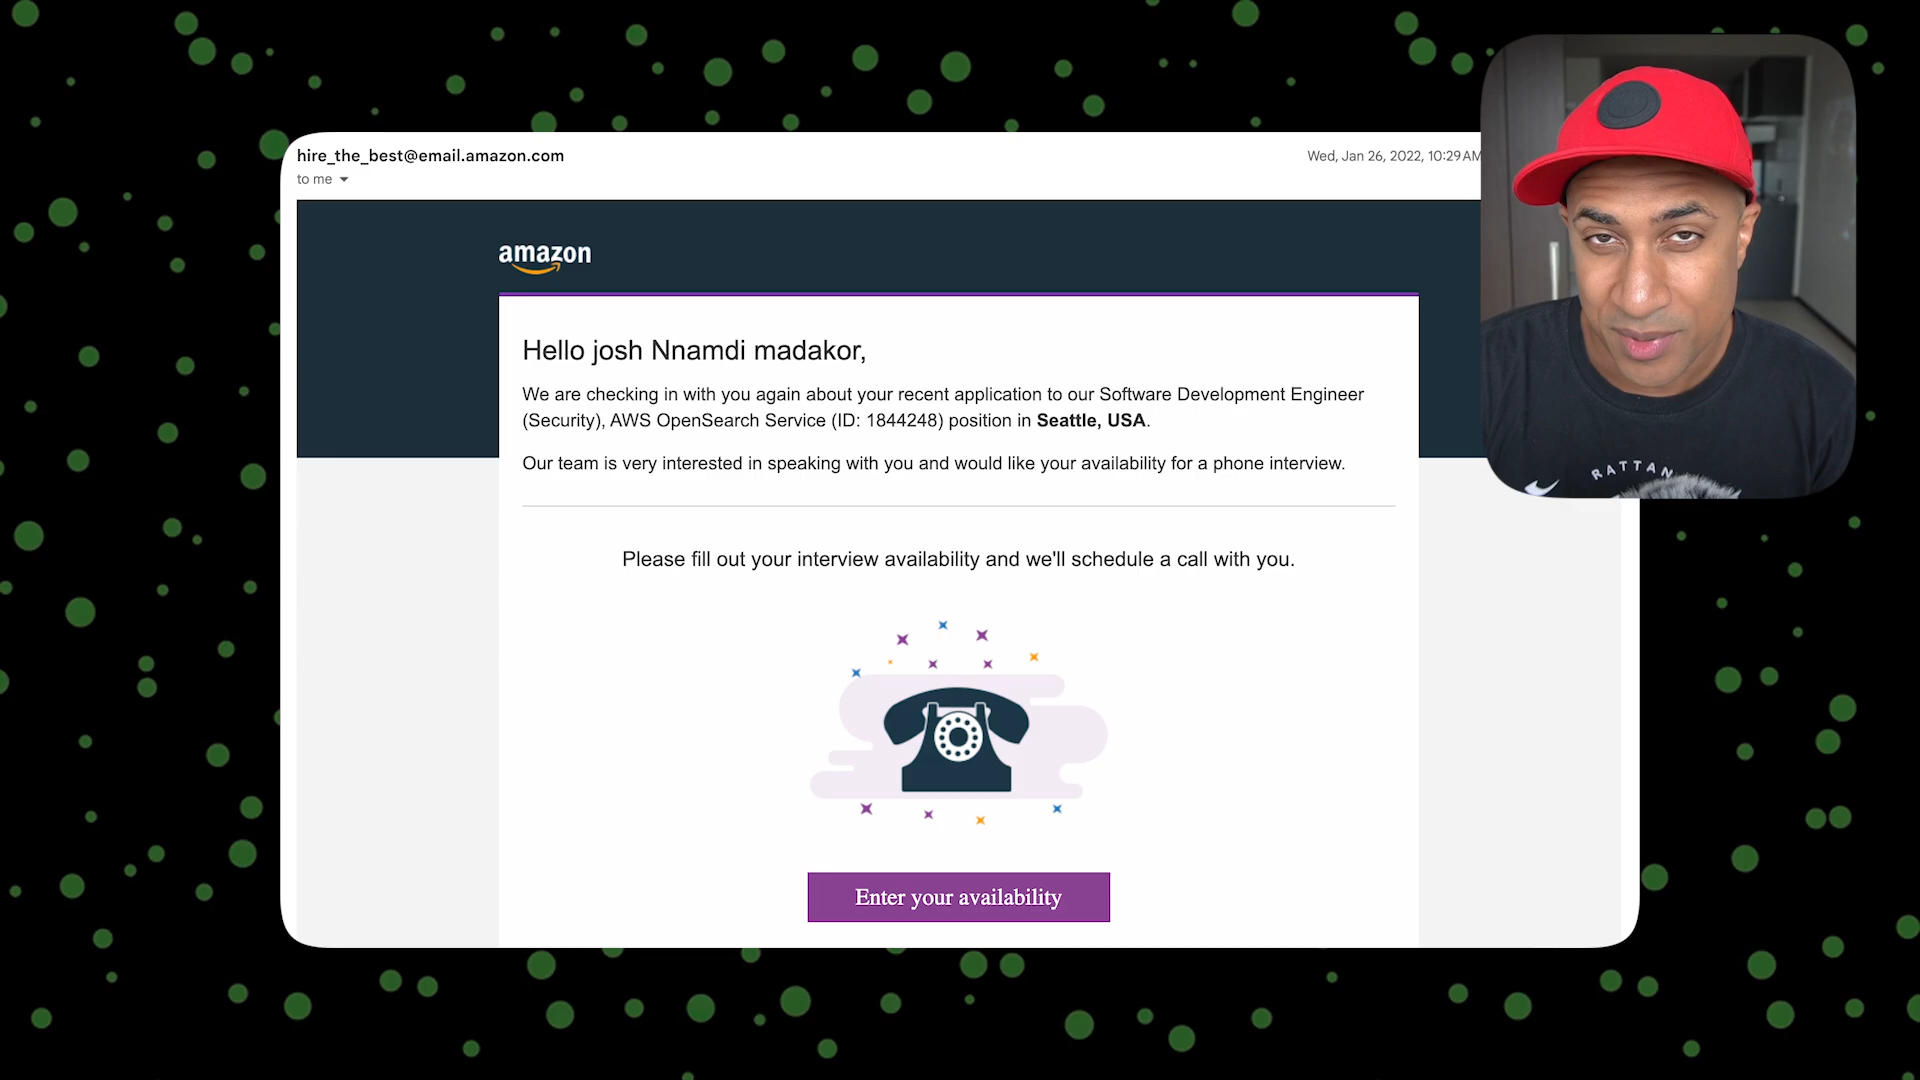 hire_the_best@email.amazon.com
Wed, Jan 26, 2022, 10:29 AM
to me
amazon
Hello josh Nnamdi madakor,
We are checking in with you again about your recent application to our Software Development Engineer
(Security), AWS OpenSearch Service (ID: 1844248) position in Seattle, USA.
Our team is very interested in speaking with you and would like your availability for a phone interview.
Please fill out your interview availability and we'll schedule a call with you.
Enter your availability
RATTAN